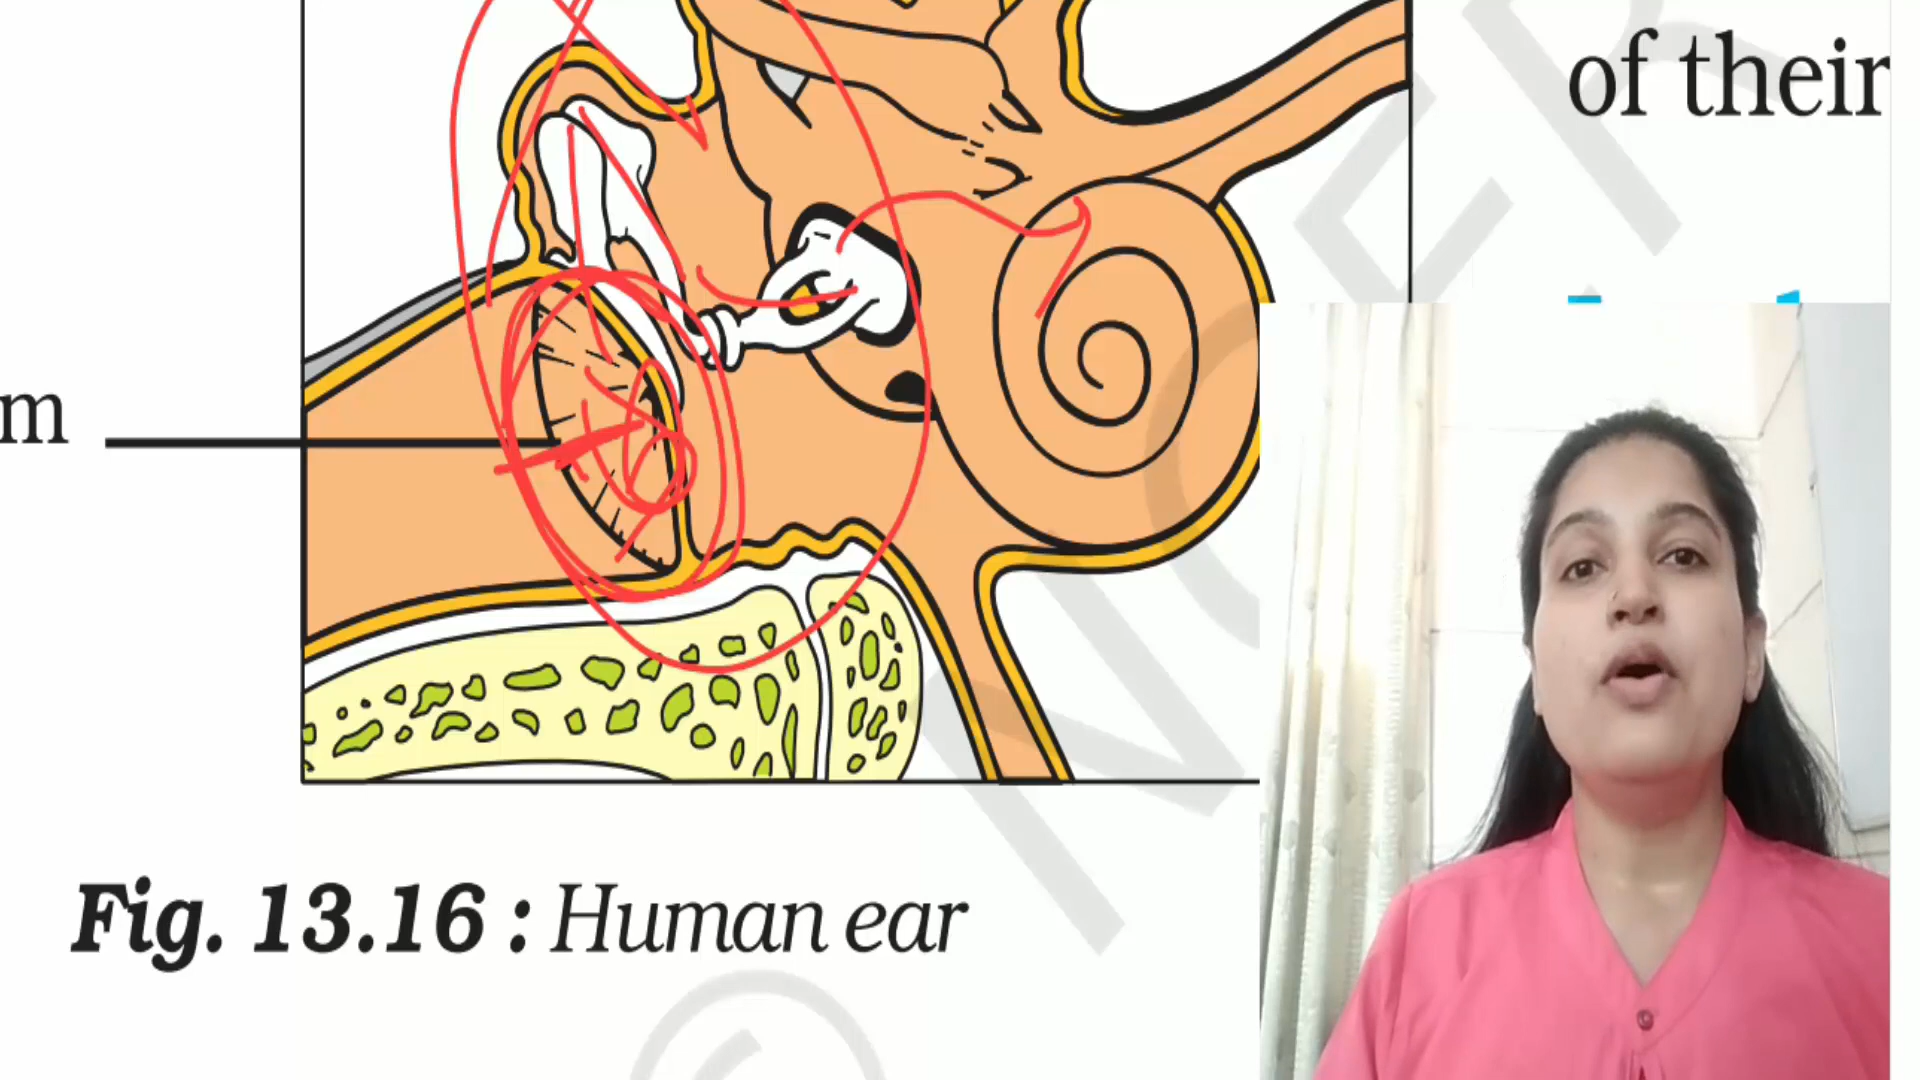 of their
m
Fig. 13.16 : Human ear